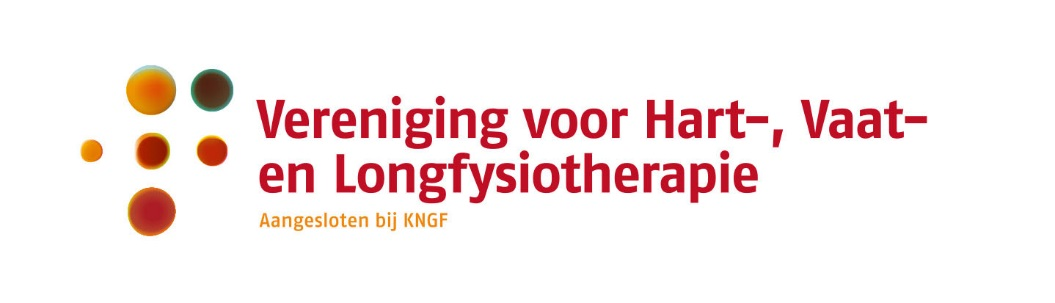 Vereniging voor Hart-, Vaat-
en Longfysiotherapie
Aangesloten bij KNGF